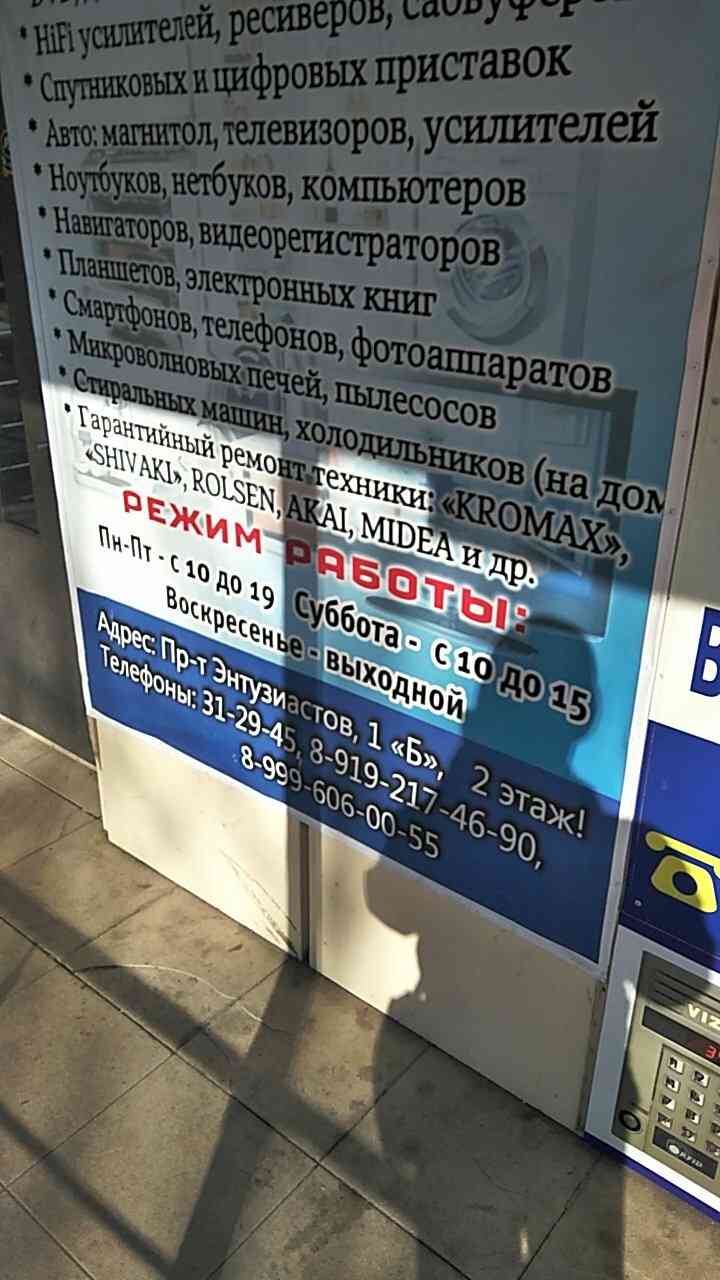 * HiFi усилителей, ресиверов, сабвуферо
* Спутниковых и цифровых приставок
* Авто: магнитол, телевизоров, усилителей
* Ноутбуков, нетбуков, компьютеров
* Навигаторов, видеорегистраторов
* Планшетов, электронных книг
* Смартфонов, телефонов, фотоаппаратов
* Микроволновых печей, пылесосов
* Стиральных машин, холодильников (на дом
* Гарантийный ремонт техники: «KROMAX»,
«SHIVAKI», ROLSEN, AKAI, MIDEA и др.
РЕЖИМ РАБОТЫ:
Пн-Пт - с 10 до 19 Суббота - с 10 до 15
Воскресенье - выходной
Адрес: Пр-т Энтузиастов, 1 «Б», 2 этаж!
Телефоны: 31-29-45, 8-919-217-46-90,
8-999-606-00-55
VIZ
RFID